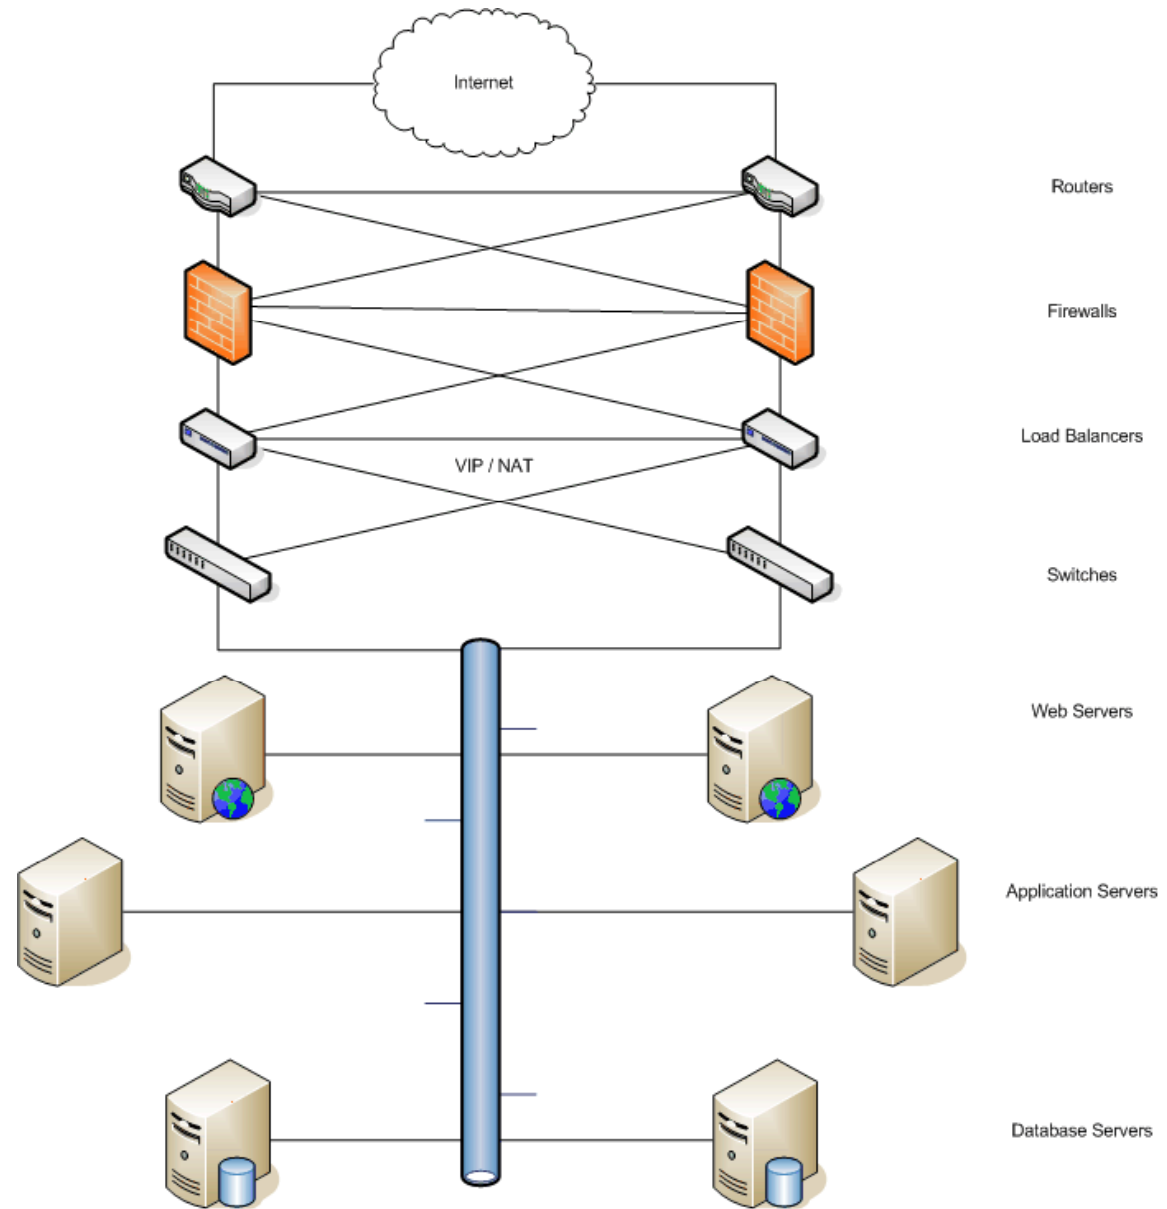 Internet
Routers
Firewalls
Load Balancers
VIP / NAT
Switches
Web Servers
Application Servers
Database Servers